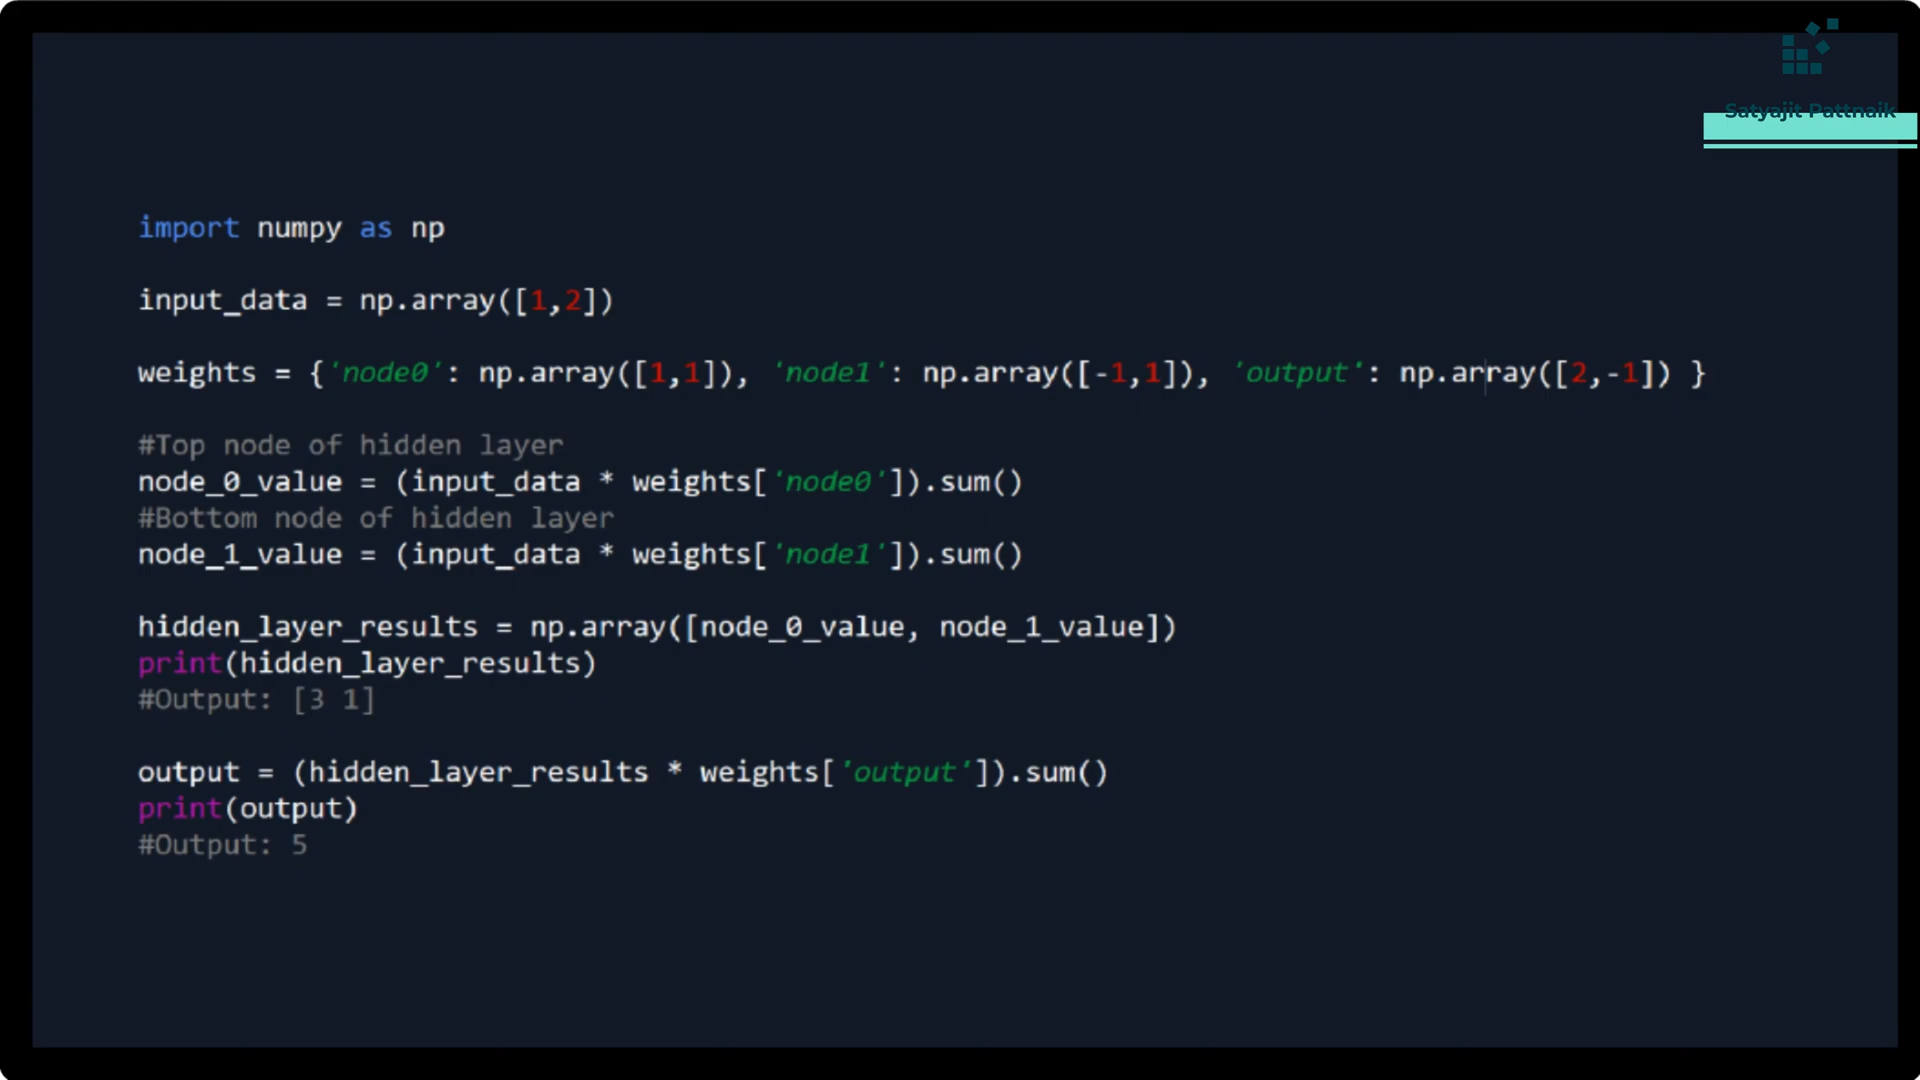 Satyajit Pattnaik
import numpy as np
input_data = np.array([1,2])
weights = {'node0': np.array([1,1]), 'node1': np.array([-1,1]), 'output': np.array([2,-1]) }
#Top node of hidden layer
node_0_value = (input_data * weights['node0']).sum()
#Bottom node of hidden layer
node_1_value = (input_data * weights['node1']).sum()
hidden_layer_results = np.array([node_0_value, node_1_value])
print(hidden_layer_results)
#Output: [3 1]
output = (hidden_layer_results * weights['output']).sum()
print(output)
#Output: 5